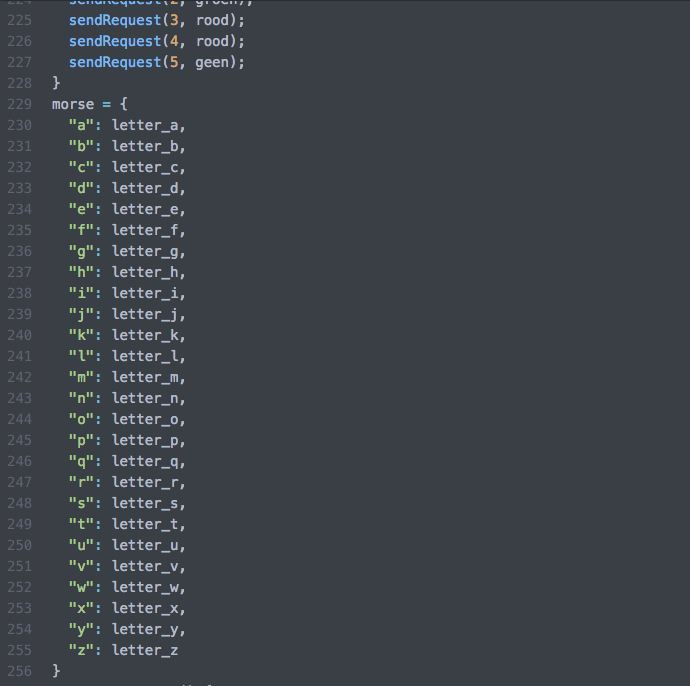 224   sendRequest(2, groen);
225   sendRequest(3, rood);
226   sendRequest(4, rood);
227   sendRequest(5, geen);
228 }
229 morse = {
230   "a": letter_a,
231   "b": letter_b,
232   "c": letter_c,
233   "d": letter_d,
234   "e": letter_e,
235   "f": letter_f,
236   "g": letter_g,
237   "h": letter_h,
238   "i": letter_i,
239   "j": letter_j,
240   "k": letter_k,
241   "l": letter_l,
242   "m": letter_m,
243   "n": letter_n,
244   "o": letter_o,
245   "p": letter_p,
246   "q": letter_q,
247   "r": letter_r,
248   "s": letter_s,
249   "t": letter_t,
250   "u": letter_u,
251   "v": letter_v,
252   "w": letter_w,
253   "x": letter_x,
254   "y": letter_y,
255   "z": letter_z
256 }